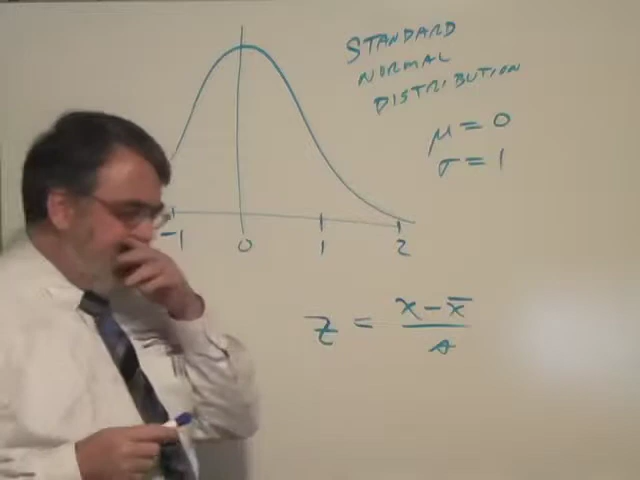 STANDARD
NORMAL
DISTRIBUTION
μ = 0
σ = 1
-1 0 1 2
z = x - x̄
s